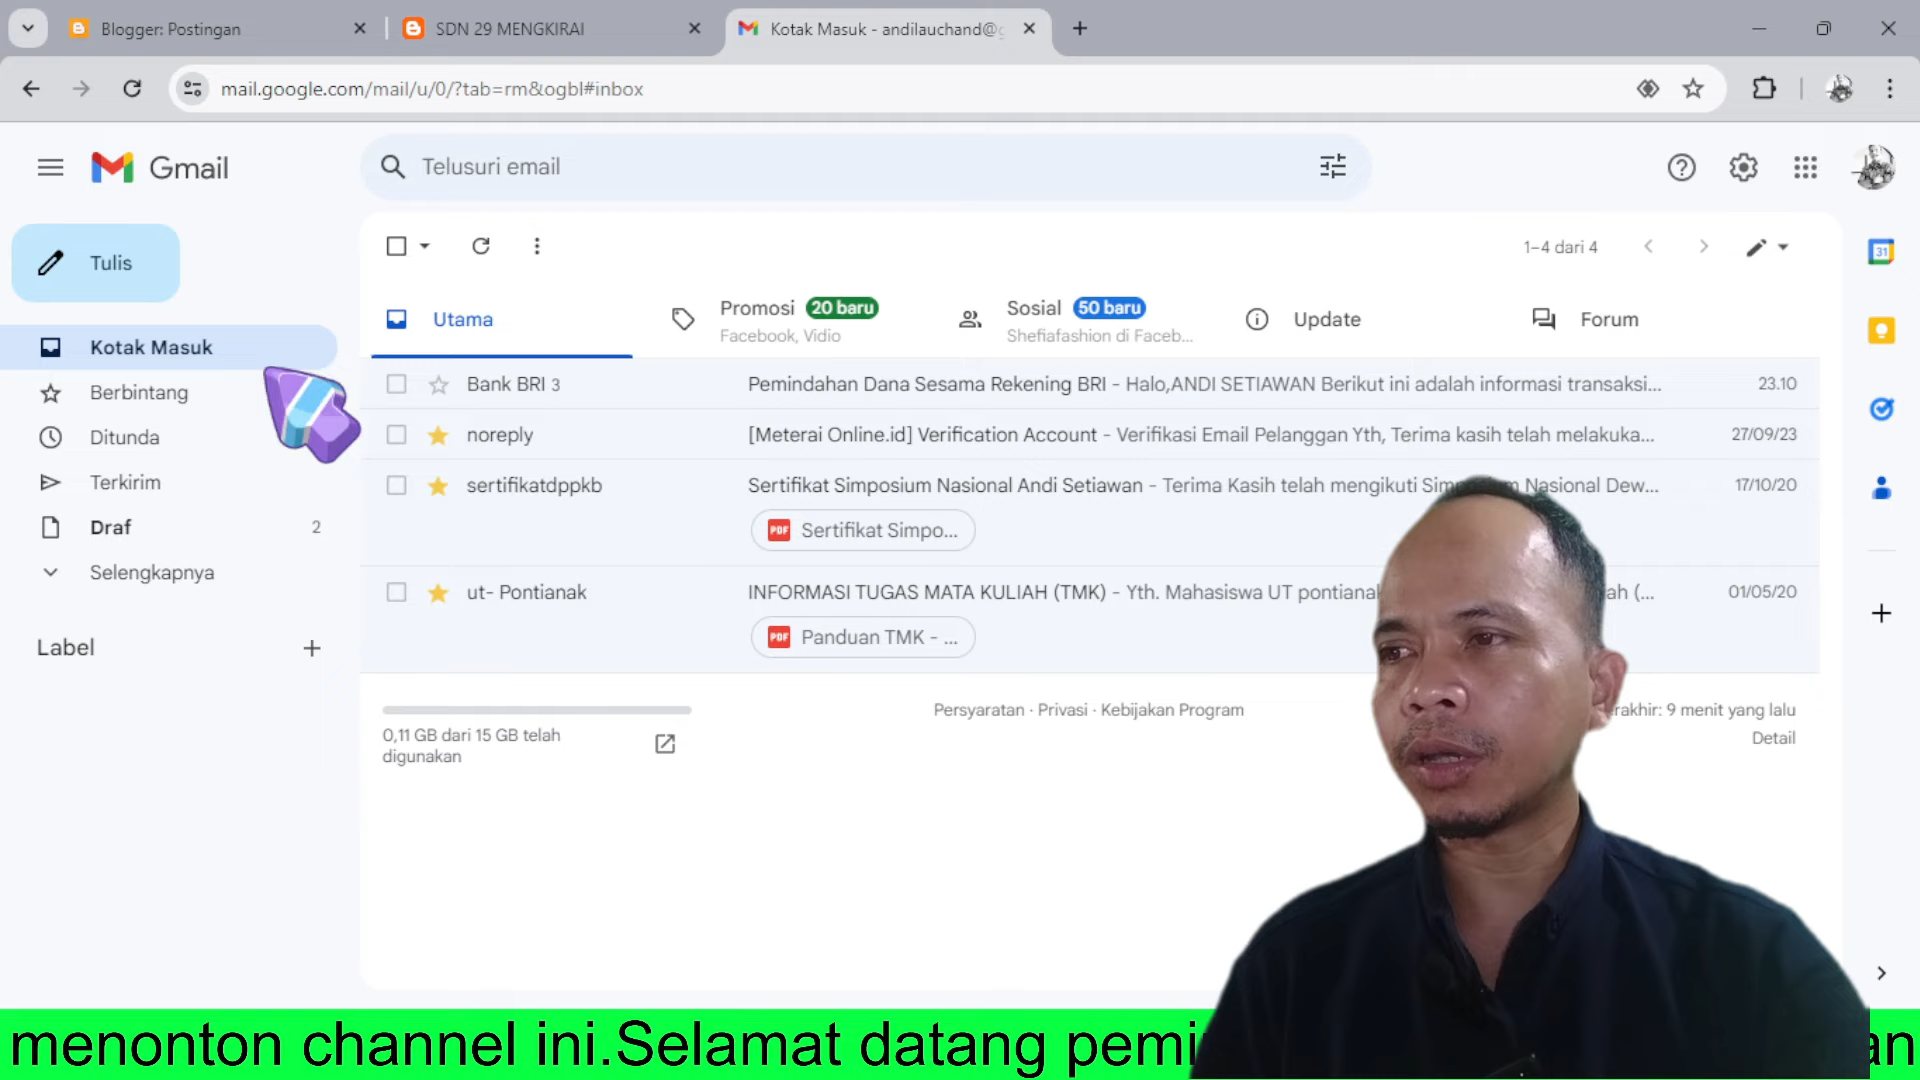 Blogger: Postingan
SDN 29 MENGKIRAI
Kotak Masuk - andilauchand@g
mail.google.com/mail/u/0/?tab=rm&ogbl#inbox
Gmail
Telusuri email
Tulis
1–4 dari 4
31
Utama
Promosi 20 baru
Facebook, Vidio
Sosial 50 baru
Shefiafashion di Faceb...
Update
Forum
Kotak Masuk
Berbintang
Ditunda
Terkirim
Draf 2
Selengkapnya
Label
Bank BRI 3 Pemindahan Dana Sesama Rekening BRI - Halo,ANDI SETIAWAN Berikut ini adalah informasi transaksi... 23.10
noreply [Meterai Online.id] Verification Account - Verifikasi Email Pelanggan Yth, Terima kasih telah melakuka... 27/09/23
sertifikatdppkb Sertifikat Simposium Nasional Andi Setiawan - Terima Kasih telah mengikuti Nasional Dew... 17/10/20
PDF Sertifikat Simpo...
ut- Pontianak INFORMASI TUGAS MATA KULIAH (TMK) - Yth. Mahasiswa UT (... 01/05/20
PDF Panduan TMK - ...
0,11 GB dari 15 GB telah
digunakan
Persyaratan · Privasi · Kebijakan Program
9 menit yang lalu
Detail
menonton channel ini.Selamat datang